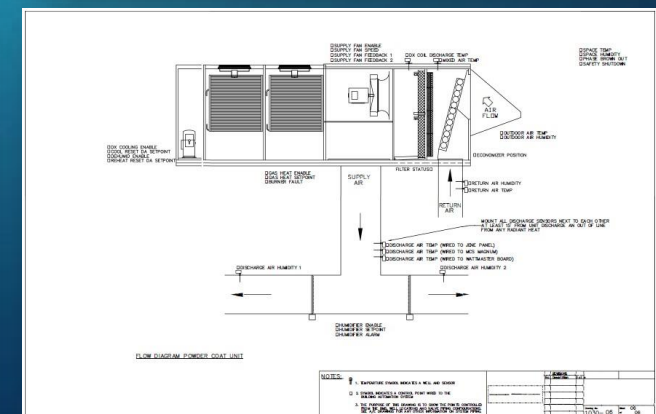 SUPPLY FAN ENABLE
SUPPLY FAN SPEED
SUPPLY FAN FEEDBACK 1
SUPPLY FAN FEEDBACK 2
DX COIL DISCHARGE TEMP
MIXED AIR TEMP
SPACE TEMP
SPACE HUMIDITY
PHASE BROWN OUT
SAFETY SHUTDOWN
AIR
FLOW
OUTDOOR AIR TEMP
OUTDOOR AIR HUMIDITY
DX COOLING ENABLE
COOL RESET DA SETPOINT
DEHUMID ENABLE
REHEAT RESET DA SETPOINT
ECONOMIZER POSITION
GAS HEAT ENABLE
GAS HEAT SETPOINT
BURNER FAULT
SUPPLY
AIR
FILTER STATUS
RETURN AIR HUMIDITY
RETURN AIR TEMP
RETURN
AIR
MOUNT ALL DISCHARGE SENSORS NEXT TO EACH OTHER
AT LEAST 15' FROM UNIT DISCHARGE AN OUT OF LINE
FROM ANY RADIANT HEAT
DISCHARGE AIR TEMP (WIRED TO JENE PANEL)
DISCHARGE AIR TEMP (WIRED TO MCS MAGNUM)
DISCHARGE AIR TEMP (WIRED TO WATTMASTER BOARD)
DISCHARGE AIR HUMIDITY 1
DISCHARGE AIR HUMIDITY 2
HUMIDIFIER ENABLE
HUMIDIFIER SETPOINT
HUMIDIFIER ALARM
FLOW DIAGRAM POWDER COAT UNIT
NOTES:
1. TEMPERATURE SYMBOL INDICATES A WELL AND SENSOR
2. SYMBOL INDICATES A CONTROL POINT WIRED TO THE
BUILDING AUTOMATION SYSTEM
3. THE PURPOSE OF THIS DRAWING IS TO SHOW THE POINTS CONTROLLED